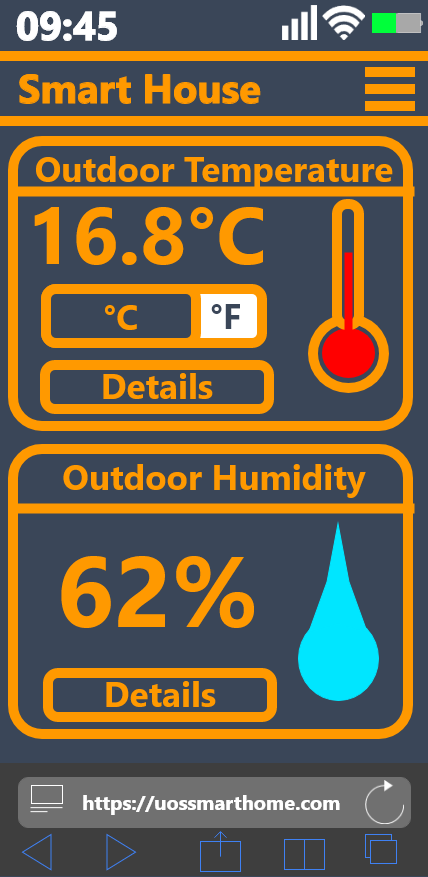 09:45
Smart House
Outdoor Temperature
16.8°C
°C °F
Details
Outdoor Humidity
62%
Details
https://uossmarthome.com